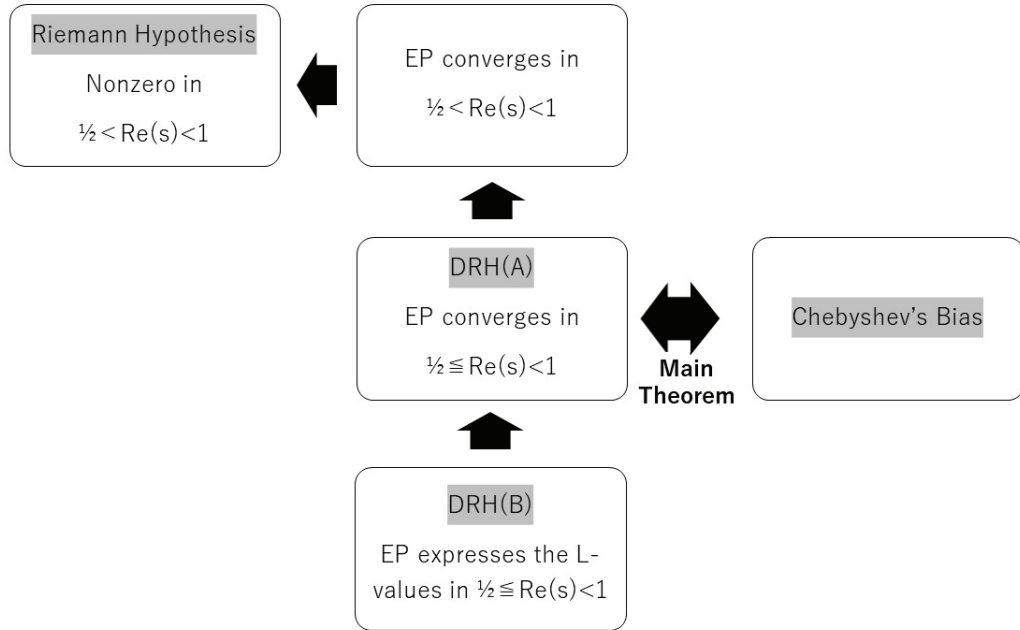 Riemann Hypothesis
Nonzero in
½＜Re(s)<1
EP converges in
½＜Re(s)<1
DRH(A)
EP converges in
½≦Re(s)<1
Main
Theorem
Chebyshev's Bias
DRH(B)
EP expresses the L-
values in ½≦Re(s)<1